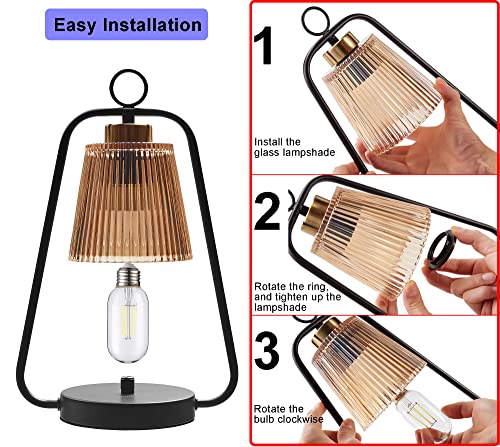 Easy Installation
1
Install the
glass lampshade
2
Rotate the ring,
and tighten up the
lampshade
3
Rotate the
bulb clockwise